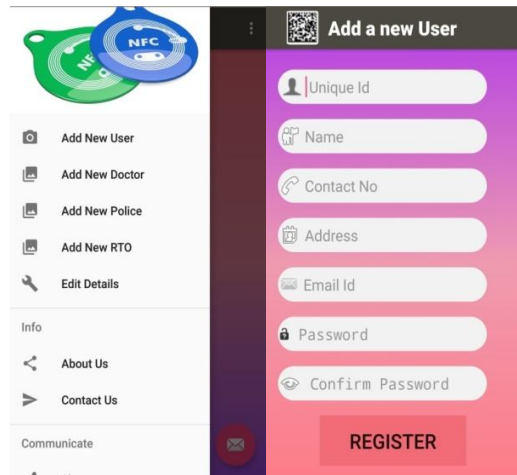 NFC
NFC
Add New User
Add New Doctor
Add New Police
Add New RTO
Edit Details
Info
About Us
Contact Us
Communicate
Add a new User
Unique Id
Name
Contact No
Address
Email Id
Password
Confirm Password
REGISTER